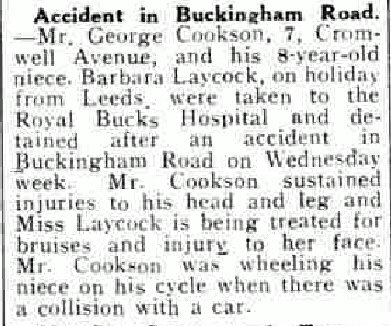 Accident in Buckingham Road.
—Mr. George Cookson, 7, Crom-
well Avenue, and his 8-year-old
niece. Barbara Laycock, on holiday
from Leeds, were taken to the
Royal Bucks Hospital and de-
tained after an accident in
Buckingham Road on Wednesday
week. Mr. Cookson sustained
injuries to his head and leg and
Miss Laycock is being treated for
bruises and injury to her face.
Mr. Cookson was wheeling his
niece on his cycle when there was
a collision with a car.